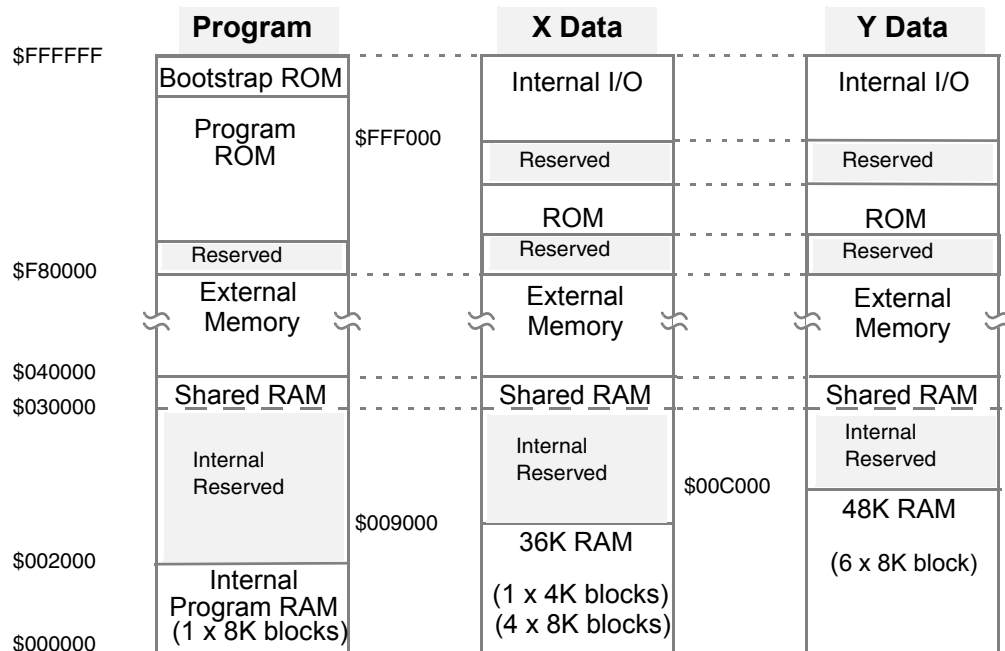 Program
X Data
Y Data
$FFFFFF
Bootstrap ROM
Internal I/O
Internal I/O
Program
ROM
$FFF000
Reserved
Reserved
ROM
ROM
Reserved
Reserved
Reserved
$F80000
External
Memory
External
Memory
External
Memory
$040000
Shared RAM
Shared RAM
Shared RAM
$030000
Internal
Reserved
Internal
Reserved
Internal
Reserved
$00C000
$009000
36K RAM
48K RAM
$002000
(6 x 8K block)
Internal
Program RAM
(1 x 8K blocks)
(1 x 4K blocks)
(4 x 8K blocks)
$000000